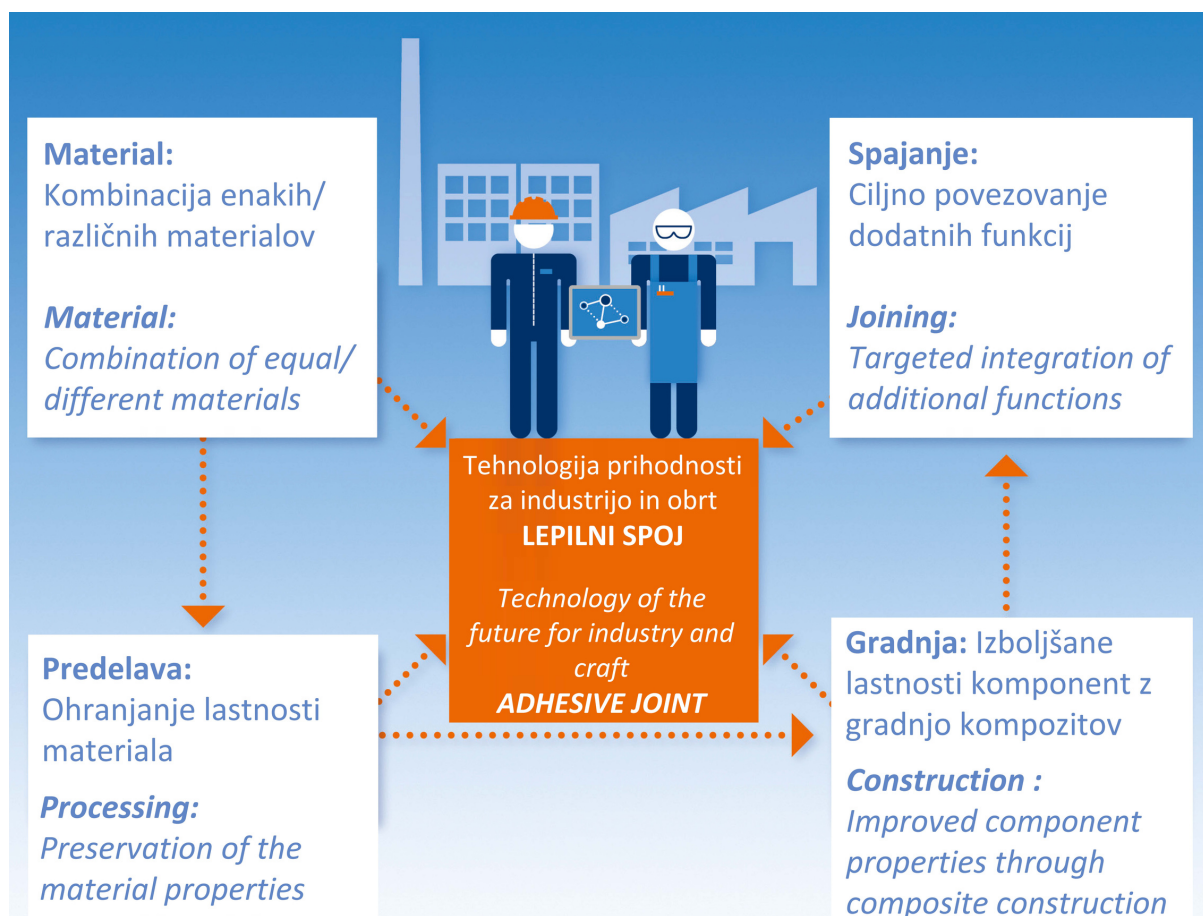 Material:
Kombinacija enakih/
različnih materialov
Material:
Combination of equal/
different materials
Spajanje:
Ciljno povezovanje
dodatnih funkcij
Joining:
Targeted integration of
additional functions
Tehnologija prihodnosti
za industrijo in obrt
LEPILNI SPOJ
Technology of the
future for industry and
craft
ADHESIVE JOINT
Predelava:
Ohranjanje lastnosti
materiala
Processing:
Preservation of the
material properties
Gradnja: Izboljšane
lastnosti komponent z
gradnjo kompozitov
Construction :
Improved component
properties through
composite construction